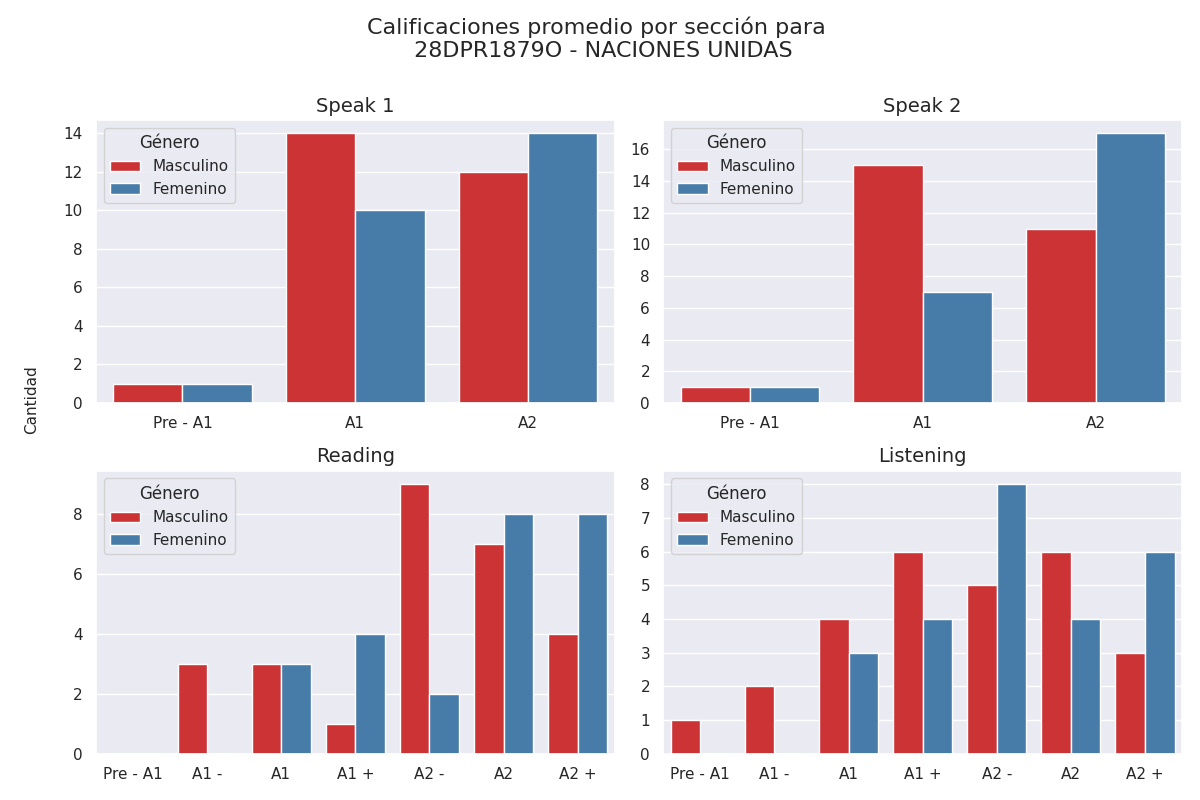 Calificaciones promedio por sección para
28DPR1879O - NACIONES UNIDAS
Cantidad
Speak 1
14
12
10
8
6
4
2
0
Género
Masculino
Femenino
Pre - A1 A1 A2
Speak 2
16
14
12
10
8
6
4
2
0
Género
Masculino
Femenino
Pre - A1 A1 A2
Reading
8
6
4
2
0
Género
Masculino
Femenino
Pre - A1 A1 - A1 A1 + A2 - A2 A2 +
Listening
8
7
6
5
4
3
2
1
0
Género
Masculino
Femenino
Pre - A1 A1 - A1 A1 + A2 - A2 A2 +